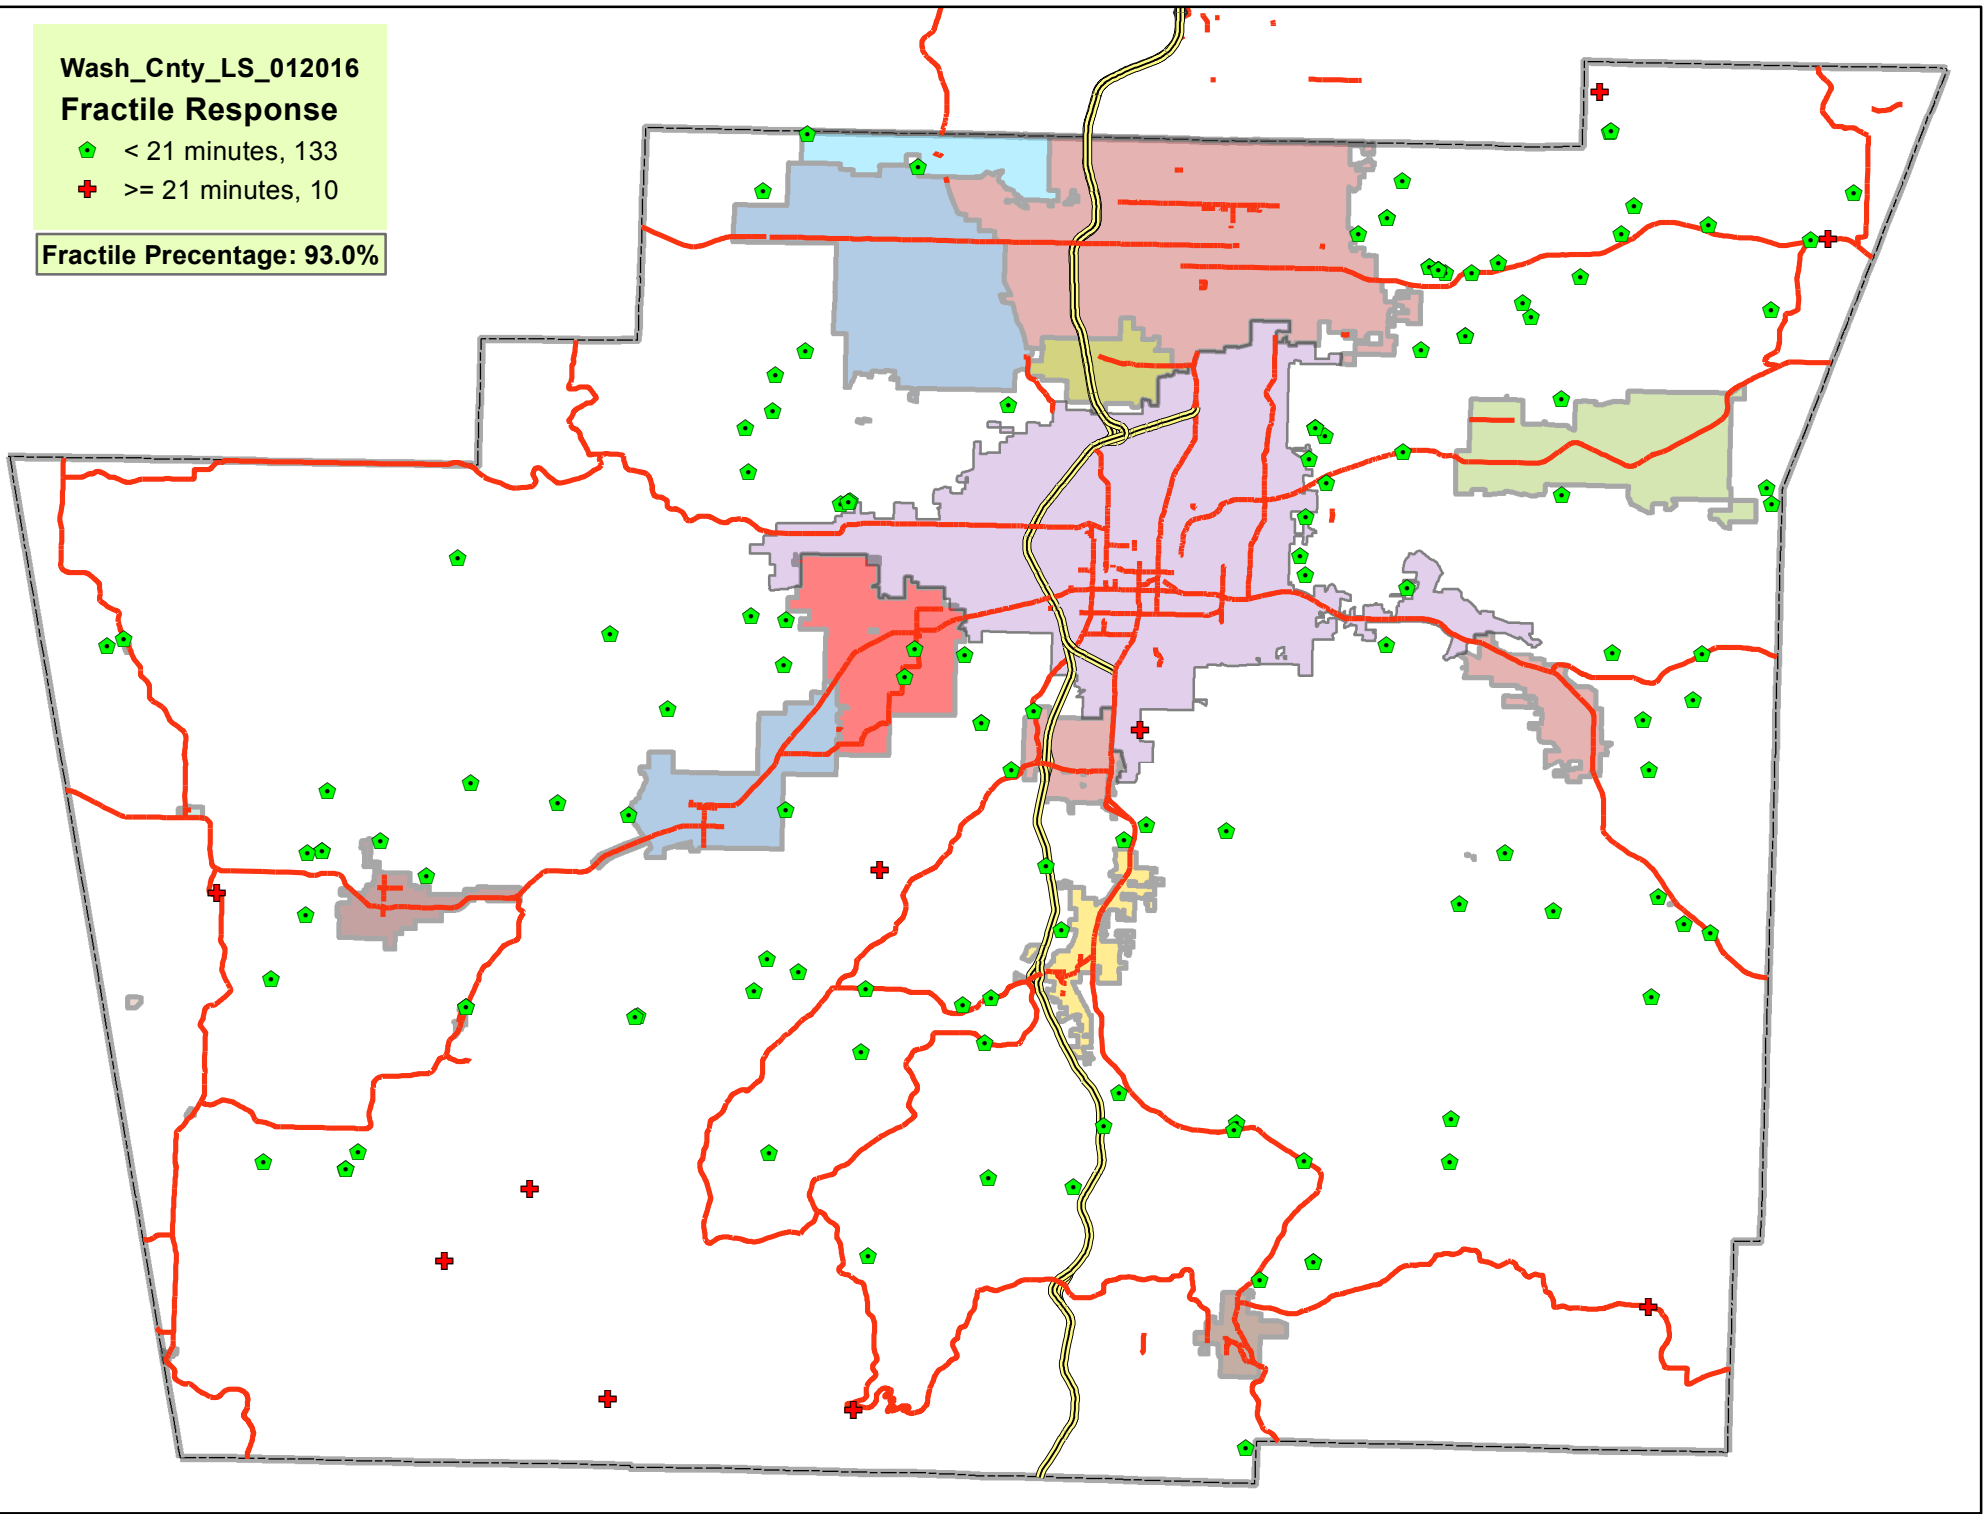 Wash_Cnty_LS_012016
Fractile Response
< 21 minutes, 133
>= 21 minutes, 10
Fractile Precentage: 93.0%